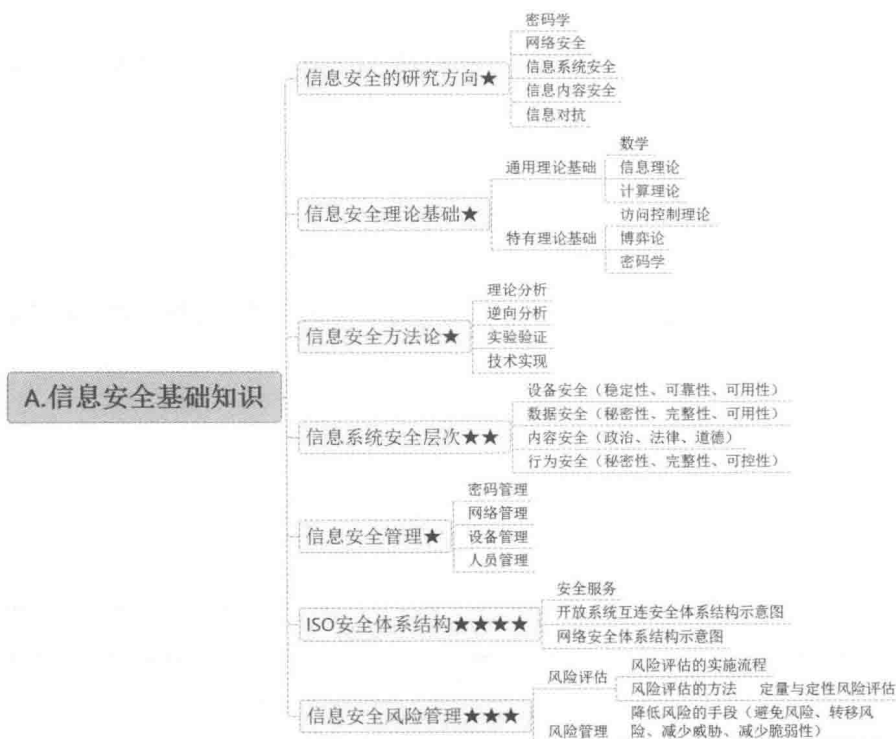 A.信息安全基础知识
信息安全的研究方向★
密码学
网络安全
信息系统安全
信息内容安全
信息对抗
信息安全理论基础★
通用理论基础
数学
信息理论
计算理论
特有理论基础
访问控制理论
博弈论
密码学
信息安全方法论★
理论分析
逆向分析
实验验证
技术实现
信息系统安全层次★★
设备安全（稳定性、可靠性、可用性）
数据安全（秘密性、完整性、可用性）
内容安全（政治、法律、道德）
行为安全（秘密性、完整性、可控性）
信息安全管理★
密码管理
网络管理
设备管理
人员管理
ISO安全体系结构★★★★
安全服务
开放系统互连安全体系结构示意图
网络安全体系结构示意图
信息安全风险管理★★★
风险评估
风险评估的实施流程
风险评估的方法 定量与定性风险评估
风险管理
降低风险的手段（避免风险、转移风
险、减少威胁、减少脆弱性）